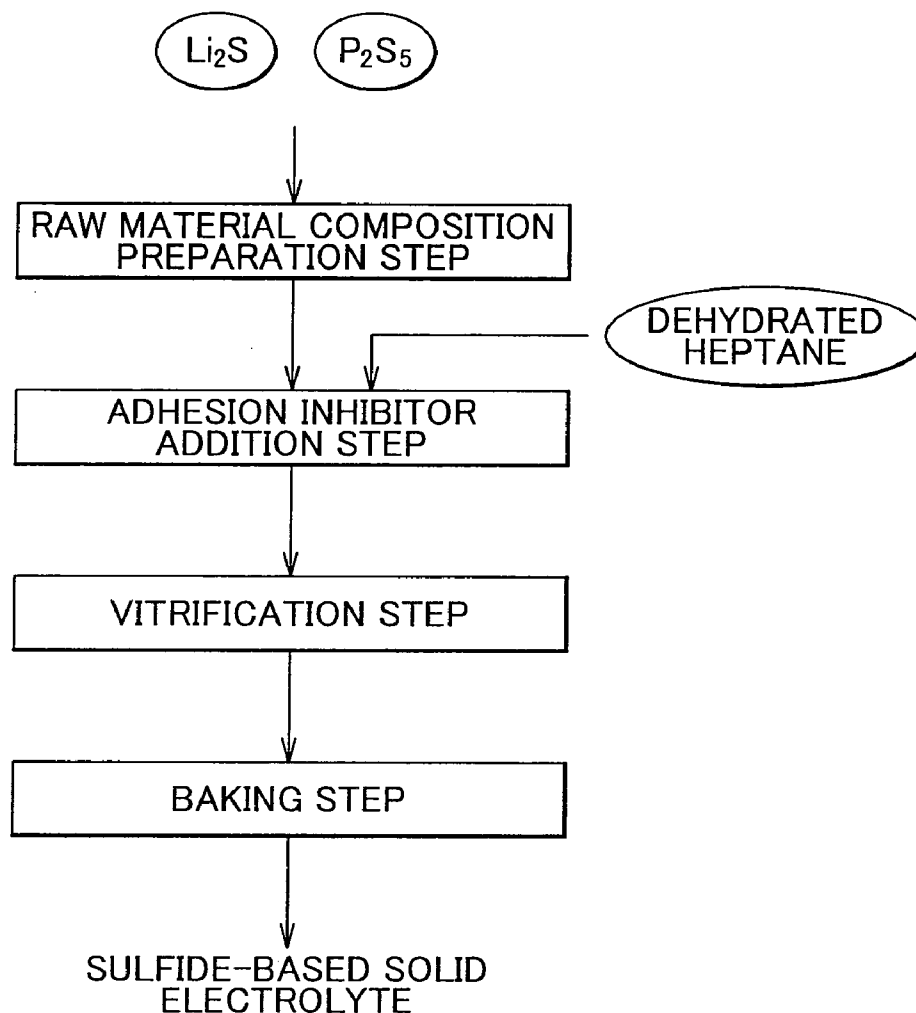 Li₂S
P₂S₅
RAW MATERIAL COMPOSITION
PREPARATION STEP
DEHYDRATED
HEPTANE
ADHESION INHIBITOR
ADDITION STEP
VITRIFICATION STEP
BAKING STEP
SULFIDE-BASED SOLID
ELECTROLYTE